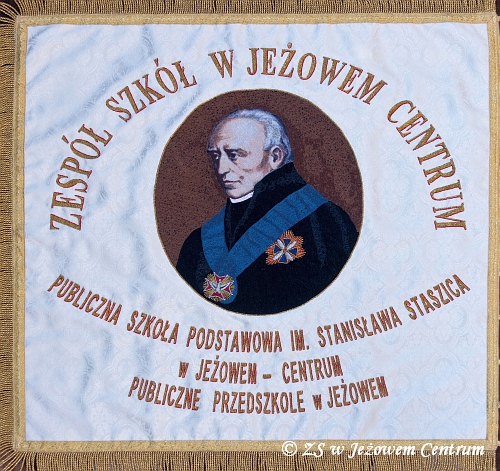 ZESPÓŁ SZKÓŁ W JEŻOWEM CENTRUM
PUBLICZNA SZKOŁA PODSTAWOWA IM. STANISŁAWA STASZICA
W JEŻOWEM - CENTRUM
PUBLICZNE PRZEDSZKOLE W JEŻOWEM
© ZS w Jeżowem Centrum